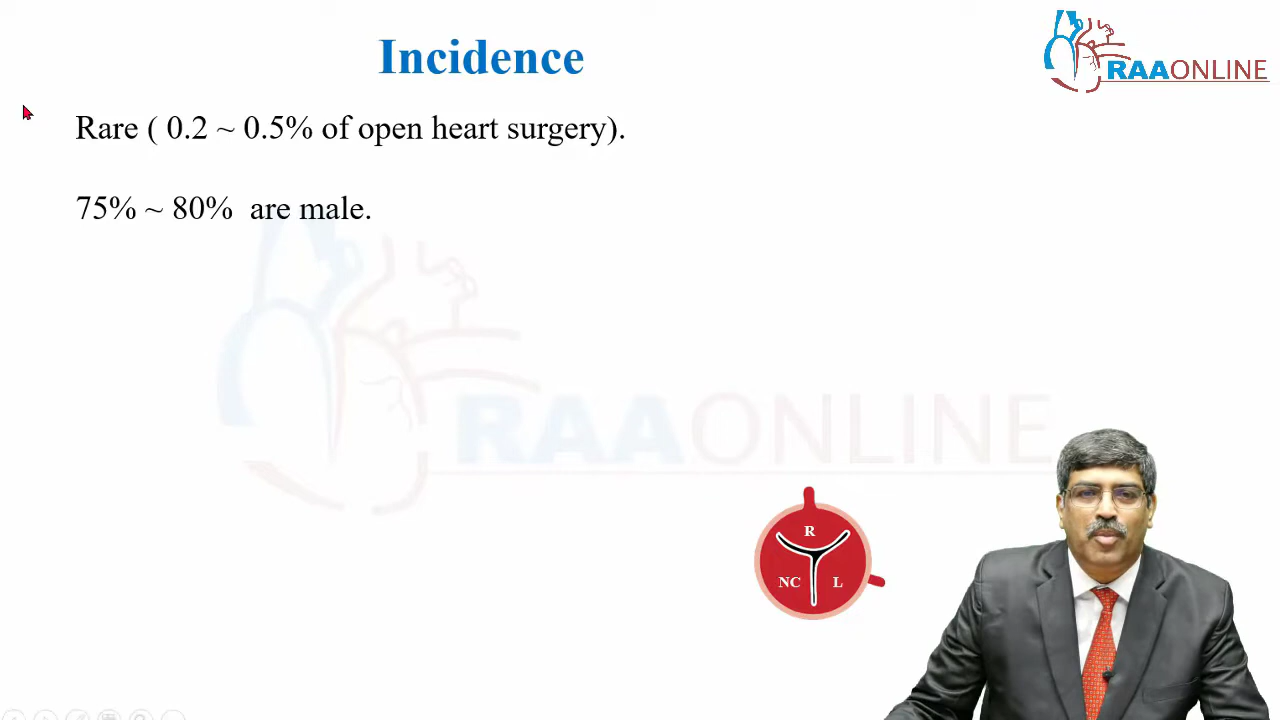 Incidence
RAAONLINE
Rare ( 0.2 ~ 0.5% of open heart surgery).
75% ~ 80%  are male.
RAAONLINE
R
NC L